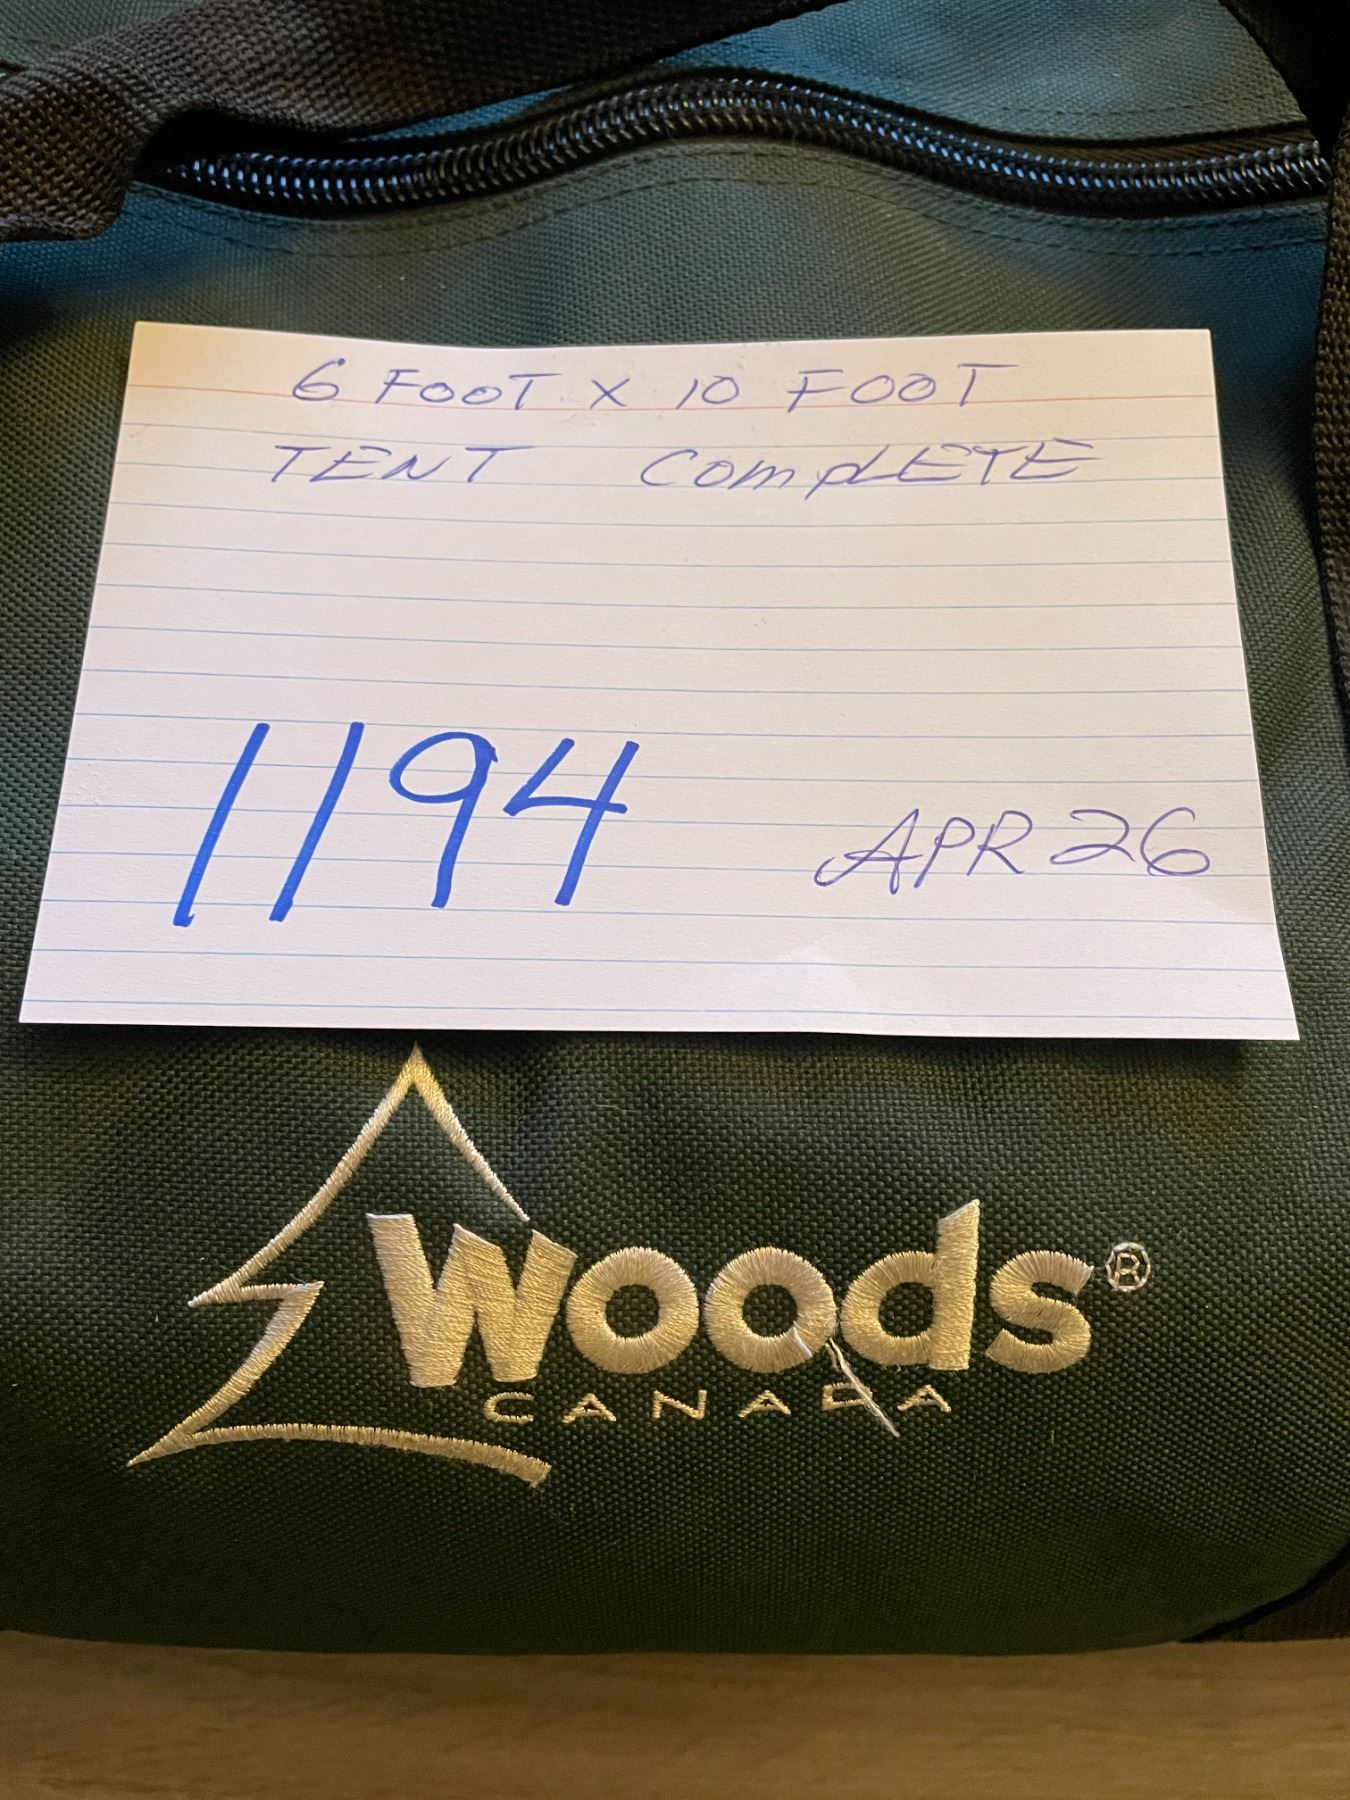 6 FOOT X 10 FOOT
TENT COMPLETE
1194 APR 26
Woods®
CANADA